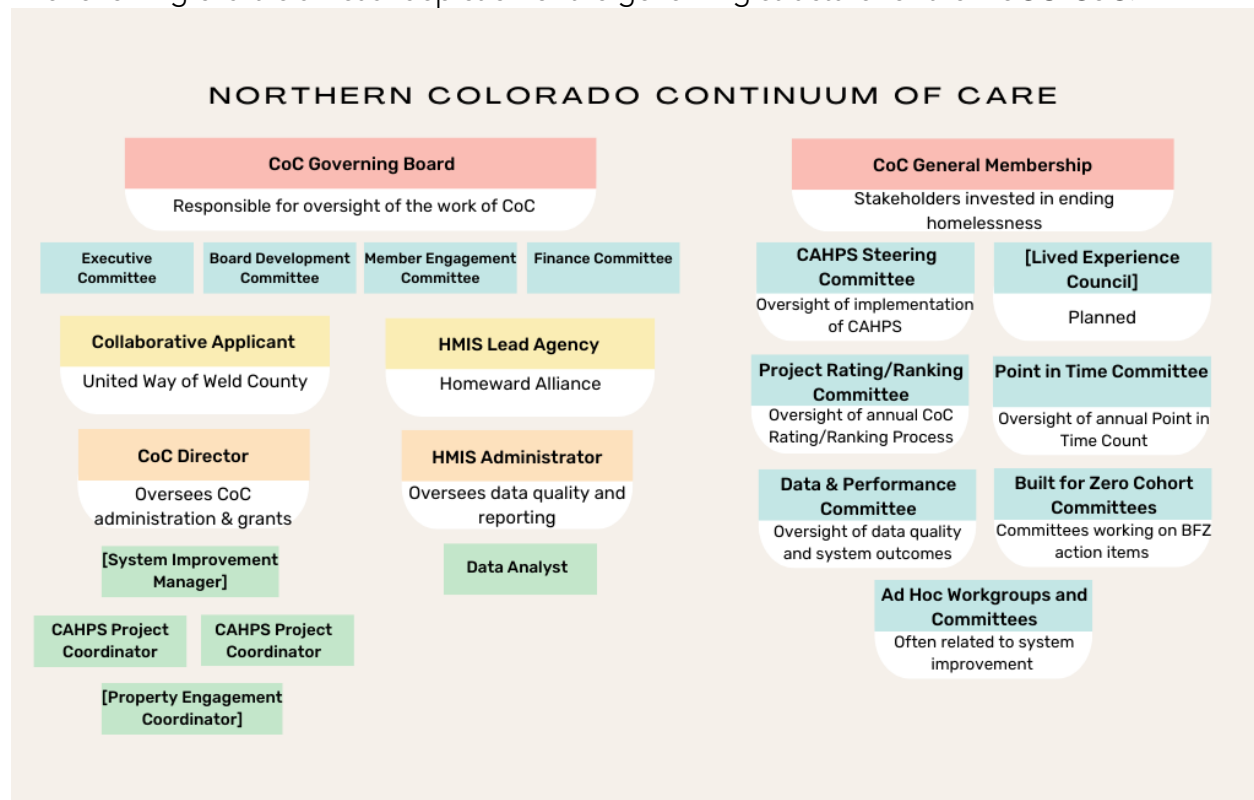 NORTHERN COLORADO CONTINUUM OF CARE
CoC Governing Board
Responsible for oversight of the work of CoC
Executive
Committee
Board Development
Committee
Member Engagement
Committee
Finance Committee
Collaborative Applicant
United Way of Weld County
HMIS Lead Agency
Homeward Alliance
CoC Director
Oversees CoC
administration & grants
HMIS Administrator
Oversees data quality and
reporting
[System Improvement
Manager]
Data Analyst
CAHPS Project
Coordinator
CAHPS Project
Coordinator
[Property Engagement
Coordinator]
CoC General Membership
Stakeholders invested in ending
homelessness
CAHPS Steering
Committee
Oversight of implementation
of CAHPS
[Lived Experience
Council]
Planned
Project Rating/Ranking
Committee
Oversight of annual CoC
Rating/Ranking Process
Point in Time Committee
Oversight of annual Point in
Time Count
Data & Performance
Committee
Oversight of data quality
and system outcomes
Built for Zero Cohort
Committees
Committees working on BFZ
action items
Ad Hoc Workgroups and
Committees
Often related to system
improvement